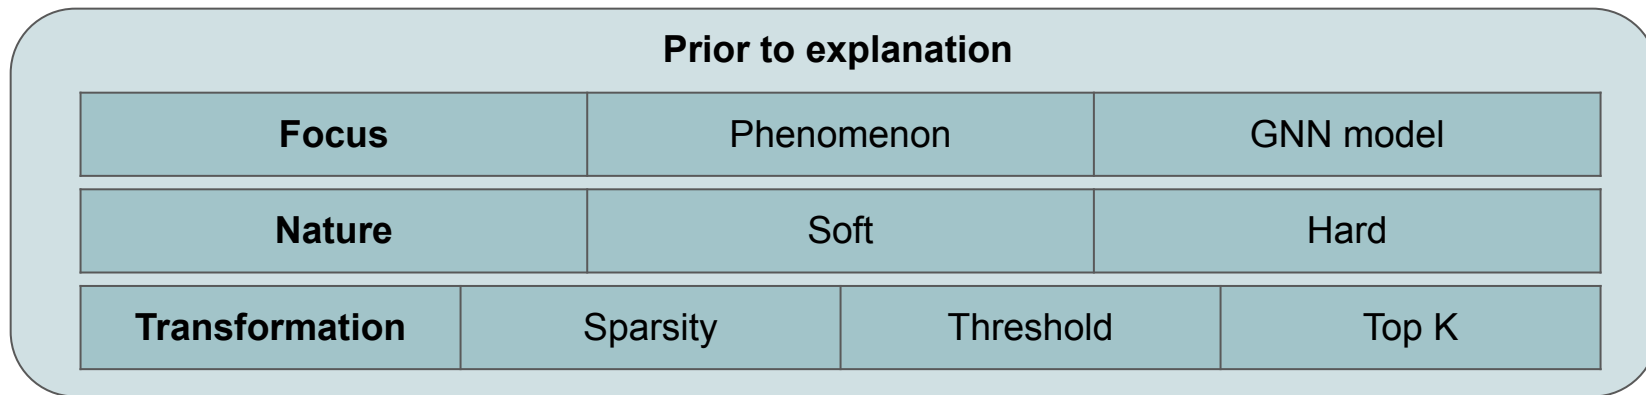 Prior to explanation
Focus Phenomenon GNN model
Nature Soft Hard
Transformation Sparsity Threshold Top K